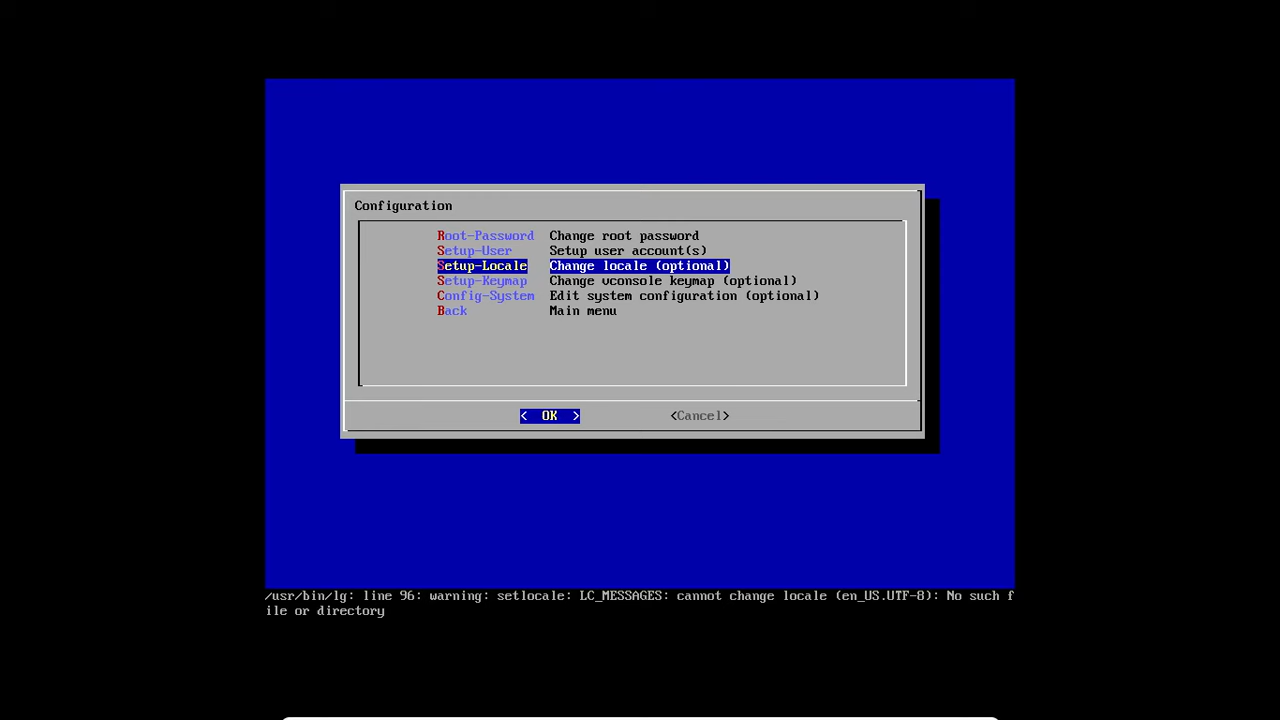 Configuration
Root-Password Change root password
Setup-User Setup user account(s)
Setup-Locale Change locale (optional)
Setup-Keymap Change vconsole keymap (optional)
Config-System Edit system configuration (optional)
Back Main menu
< OK > <Cancel>
/usr/bin/lg: line 96: warning: setlocale: LC_MESSAGES: cannot change locale (en_US.UTF-8): No such f
ile or directory